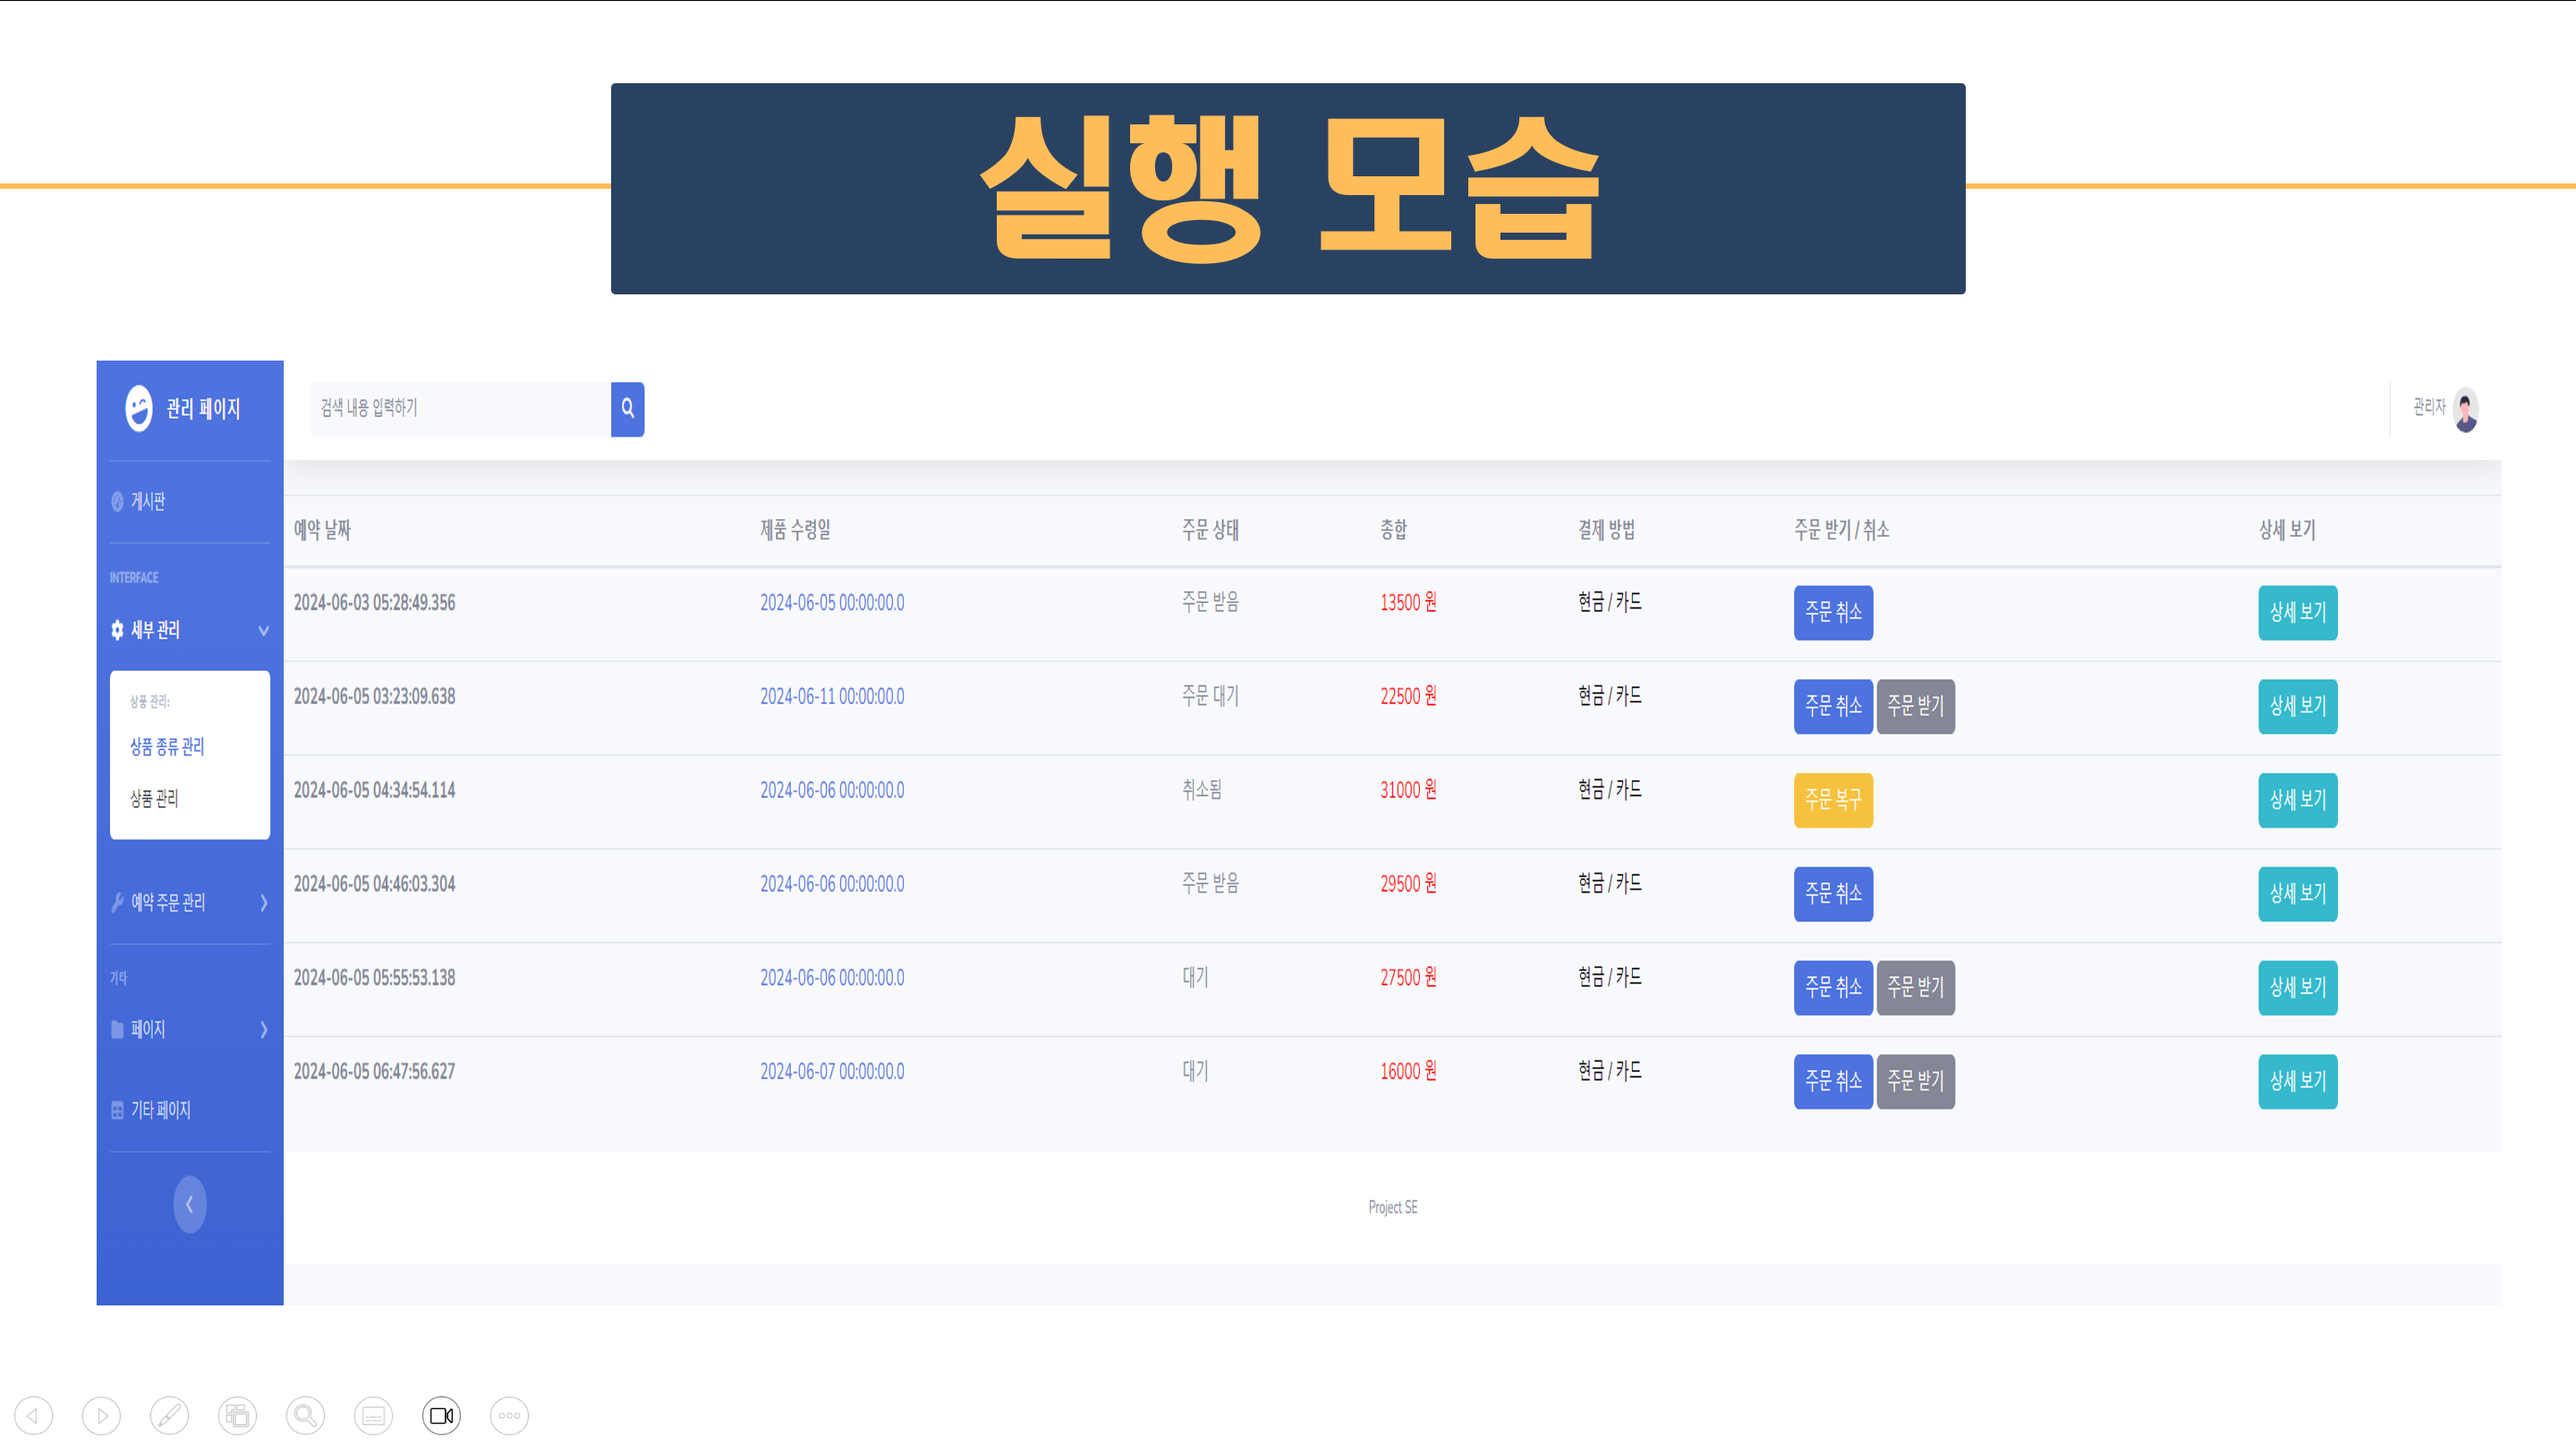 실행 모습
관리 페이지
검색 내용 입력하기
관리자
게시판
INTERFACE
세부 관리
상품 관리:
상품 종류 관리
상품 관리
예약 주문 관리
기타
페이지
기타 페이지
예약 날짜 제품 수령일 주문 상태 총합 결제 방법 주문 받기 / 취소 상세 보기
2024-06-03 05:28:49.356 2024-06-05 00:00:00.0 주문 받음 13500 원 현금 / 카드 주문 취소 상세 보기
2024-06-05 03:23:09.638 2024-06-11 00:00:00.0 주문 대기 22500 원 현금 / 카드 주문 취소 주문 받기 상세 보기
2024-06-05 04:34:54.114 2024-06-06 00:00:00.0 취소됨 31000 원 현금 / 카드 주문 복구 상세 보기
2024-06-05 04:46:03.304 2024-06-06 00:00:00.0 주문 받음 29500 원 현금 / 카드 주문 취소 상세 보기
2024-06-05 05:55:53.138 2024-06-06 00:00:00.0 대기 27500 원 현금 / 카드 주문 취소 주문 받기 상세 보기
2024-06-05 06:47:56.627 2024-06-07 00:00:00.0 대기 16000 원 현금 / 카드 주문 취소 주문 받기 상세 보기
Project SE